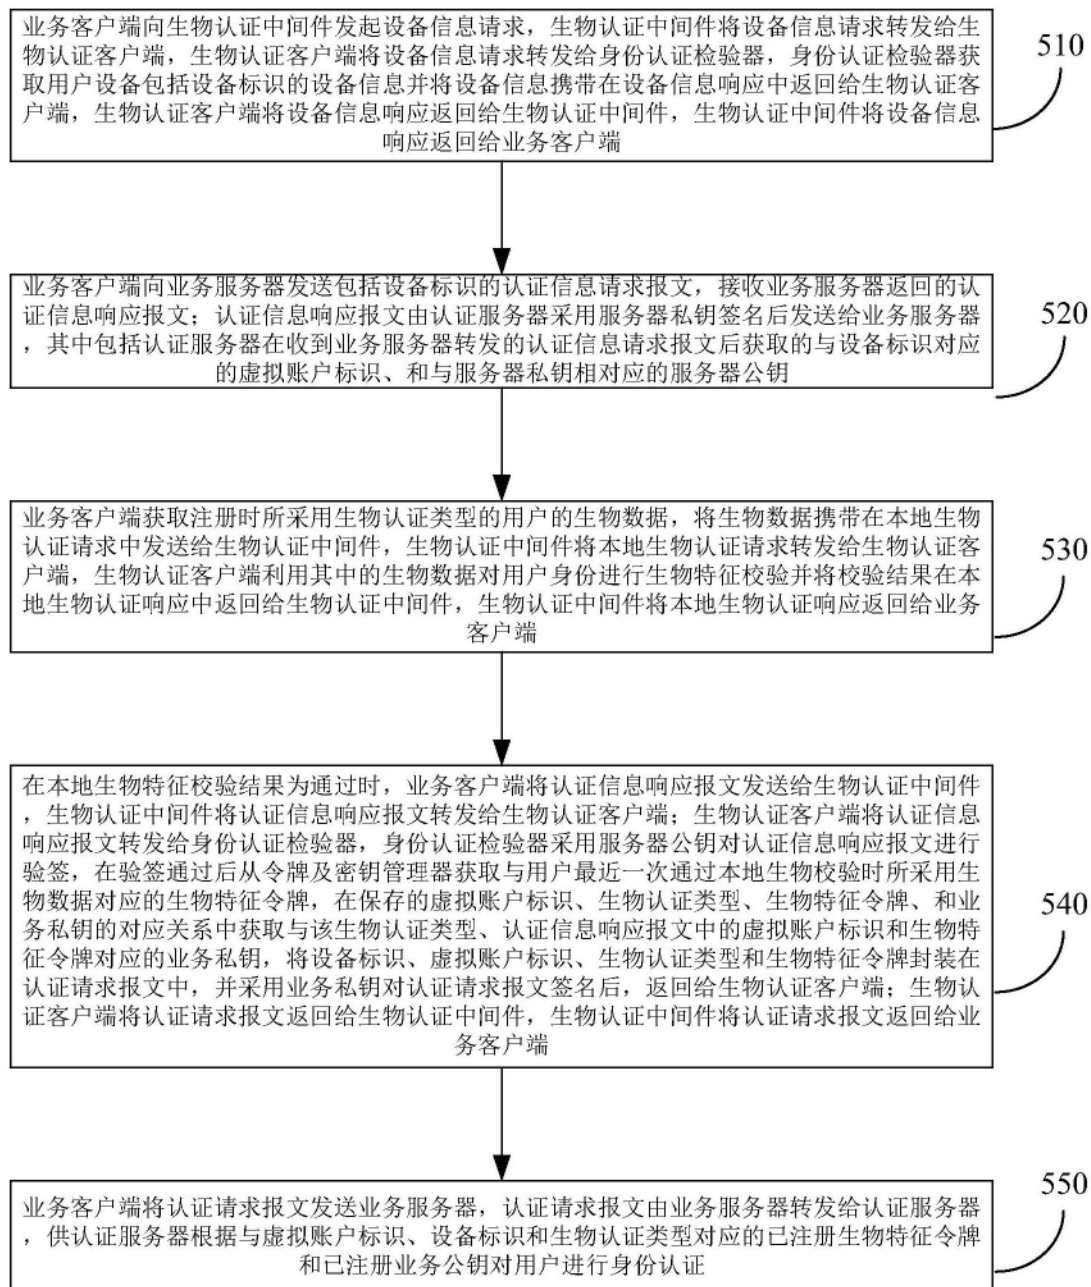 业务客户端向生物认证中间件发起设备信息请求，生物认证中间件将设备信息请求转发给生
物认证客户端，生物认证客户端将设备信息请求转发给身份认证检验器，身份认证检验器获
取用户设备包括设备标识的设备信息并将设备信息携带在设备信息响应中返回给生物认证客
户端，生物认证客户端将设备信息响应返回给生物认证中间件，生物认证中间件将设备信息
响应返回给业务客户端
510
业务客户端向业务服务器发送包括设备标识的认证信息请求报文，接收业务服务器返回的认
证信息响应报文；认证信息响应报文由认证服务器采用服务器私钥签名后发送给业务服务器
，其中包括认证服务器在收到业务服务器转发的认证信息请求报文后获取的与设备标识对应
的虚拟账户标识、和与服务器私钥相对应的服务器公钥
520
业务客户端获取注册时所采用生物认证类型的用户的生物数据，将生物数据携带在本地生物
认证请求中发送给生物认证中间件，生物认证中间件将本地生物认证请求转发给生物认证客
户端，生物认证客户端利用其中的生物数据对用户身份进行生物特征校验并将校验结果在本
地生物认证响应中返回给生物认证中间件，生物认证中间件将本地生物认证响应返回给业务
客户端
530
在本地生物特征校验结果为通过时，业务客户端将认证信息响应报文发送给生物认证中间件
，生物认证中间件将认证信息响应报文转发给生物认证客户端；生物认证客户端将认证信息
响应报文转发给身份认证检验器，身份认证检验器采用服务器公钥对认证信息响应报文进行
验签，在验签通过后从令牌及密钥管理器获取与用户最近一次通过本地生物校验时所采用生
物数据对应的生物特征令牌，在保存的虚拟账户标识、生物认证类型、生物特征令牌、和业
务私钥的对应关系中获取与该生物认证类型、认证信息响应报文中的虚拟账户标识和生物特
征令牌对应的业务私钥，将设备标识、虚拟账户标识、生物认证类型和生物特征令牌封装在
认证请求报文中，并采用业务私钥对认证请求报文签名后，返回给生物认证客户端；生物认
证客户端将认证请求报文返回给生物认证中间件，生物认证中间件将认证请求报文返回给业
务客户端
540
业务客户端将认证请求报文发送业务服务器，认证请求报文由业务服务器转发给认证服务器
，供认证服务器根据与虚拟账户标识、设备标识和生物认证类型对应的已注册生物特征令牌
和已注册业务公钥对用户进行身份认证
550